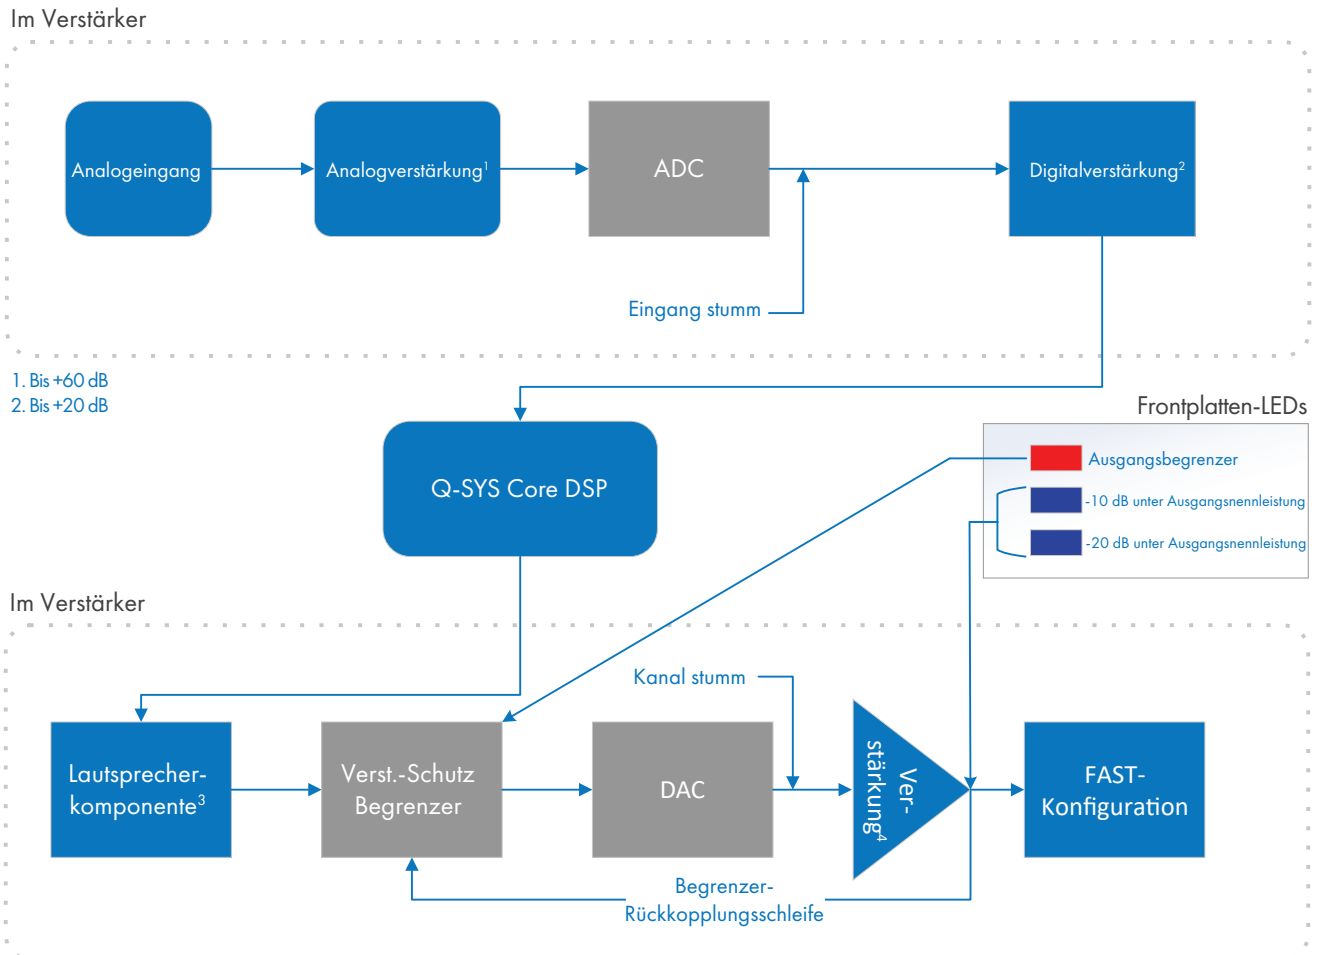 Im Verstärker
Analogeingang
Analogverstärkung¹
ADC
Digitalverstärkung²
Eingang stumm
1. Bis +60 dB
2. Bis +20 dB
Frontplatten-LEDs
Ausgangsbegrenzer
-10 dB unter Ausgangsnennleistung
-20 dB unter Ausgangsnennleistung
Q-SYS Core DSP
Im Verstärker
Kanal stumm
Lautsprecher-
komponente³
Verst.-Schutz
Begrenzer
DAC
Ver-
stärkung⁴
FAST-
Konfiguration
Begrenzer-
Rückkopplungsschleife